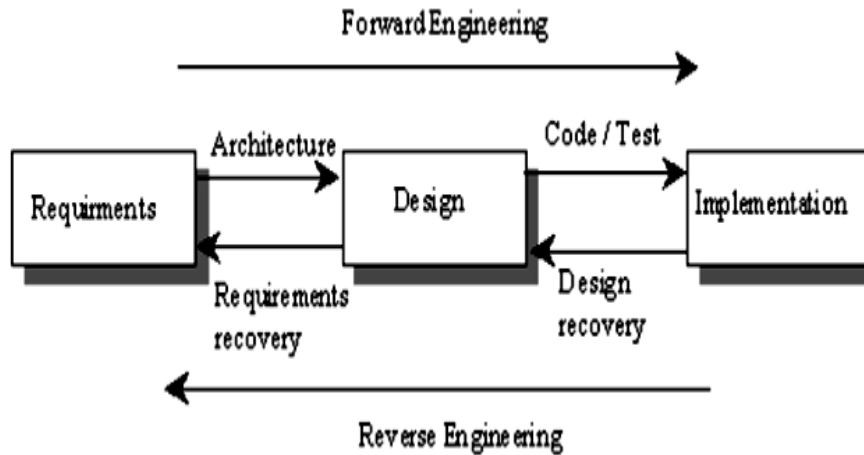 Forward Engineering
Architecture
Code / Test
Requirments
Design
Implementation
Requirements
recovery
Design
recovery
Reverse Engineering